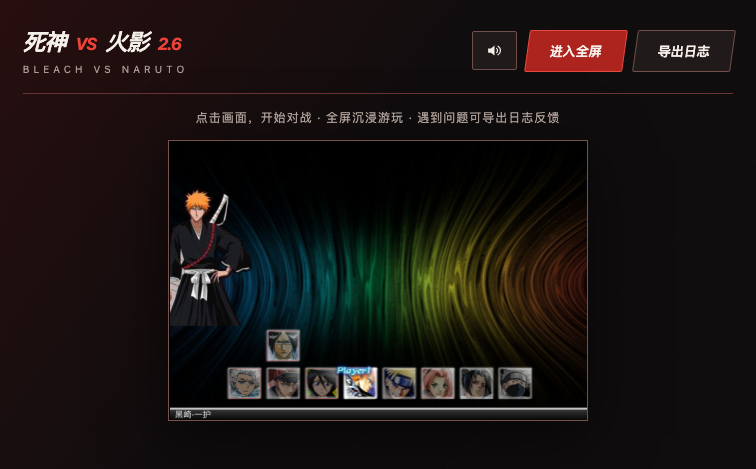 死神 VS 火影 2.6
BLEACH VS NARUTO
进入全屏
导出日志
点击画面，开始对战 · 全屏沉浸游玩 · 遇到问题可导出日志反馈
Player1
黑崎·一护